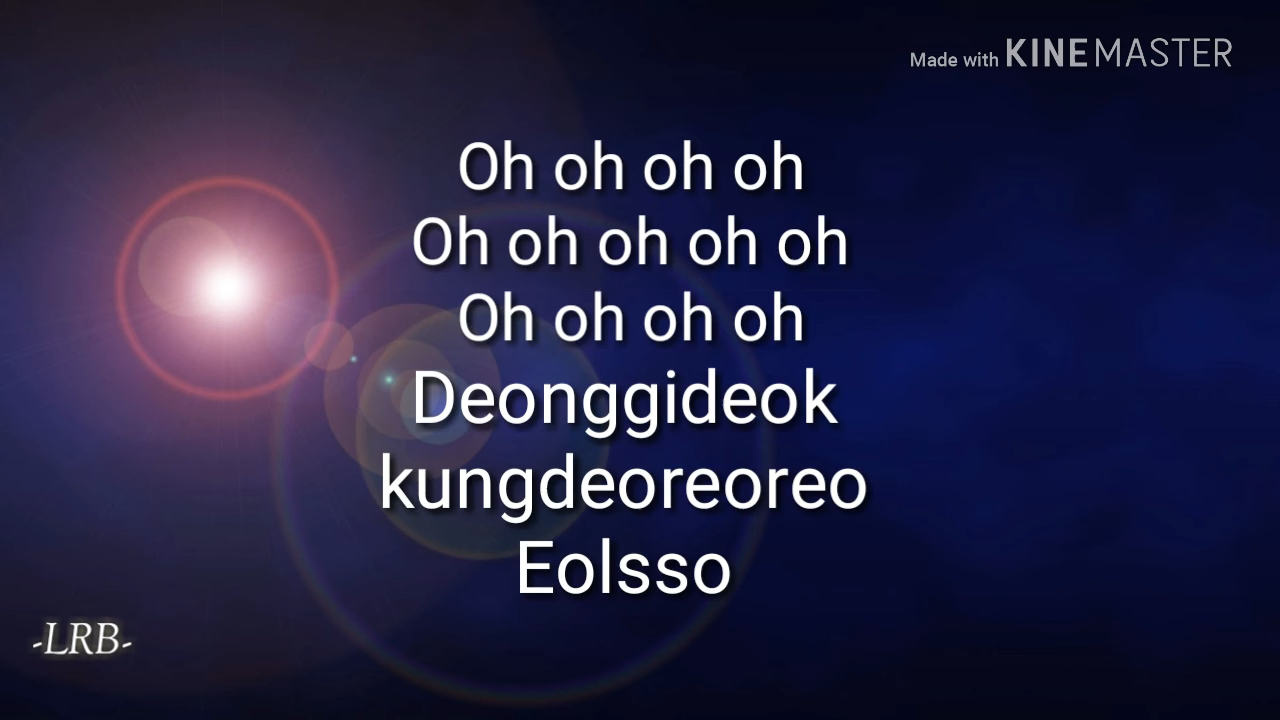 Made with KINEMASTER
Oh oh oh oh
Oh oh oh oh oh
Oh oh oh oh
Deonggideok
kungdeoreoreo
Eolsso
-LRB-